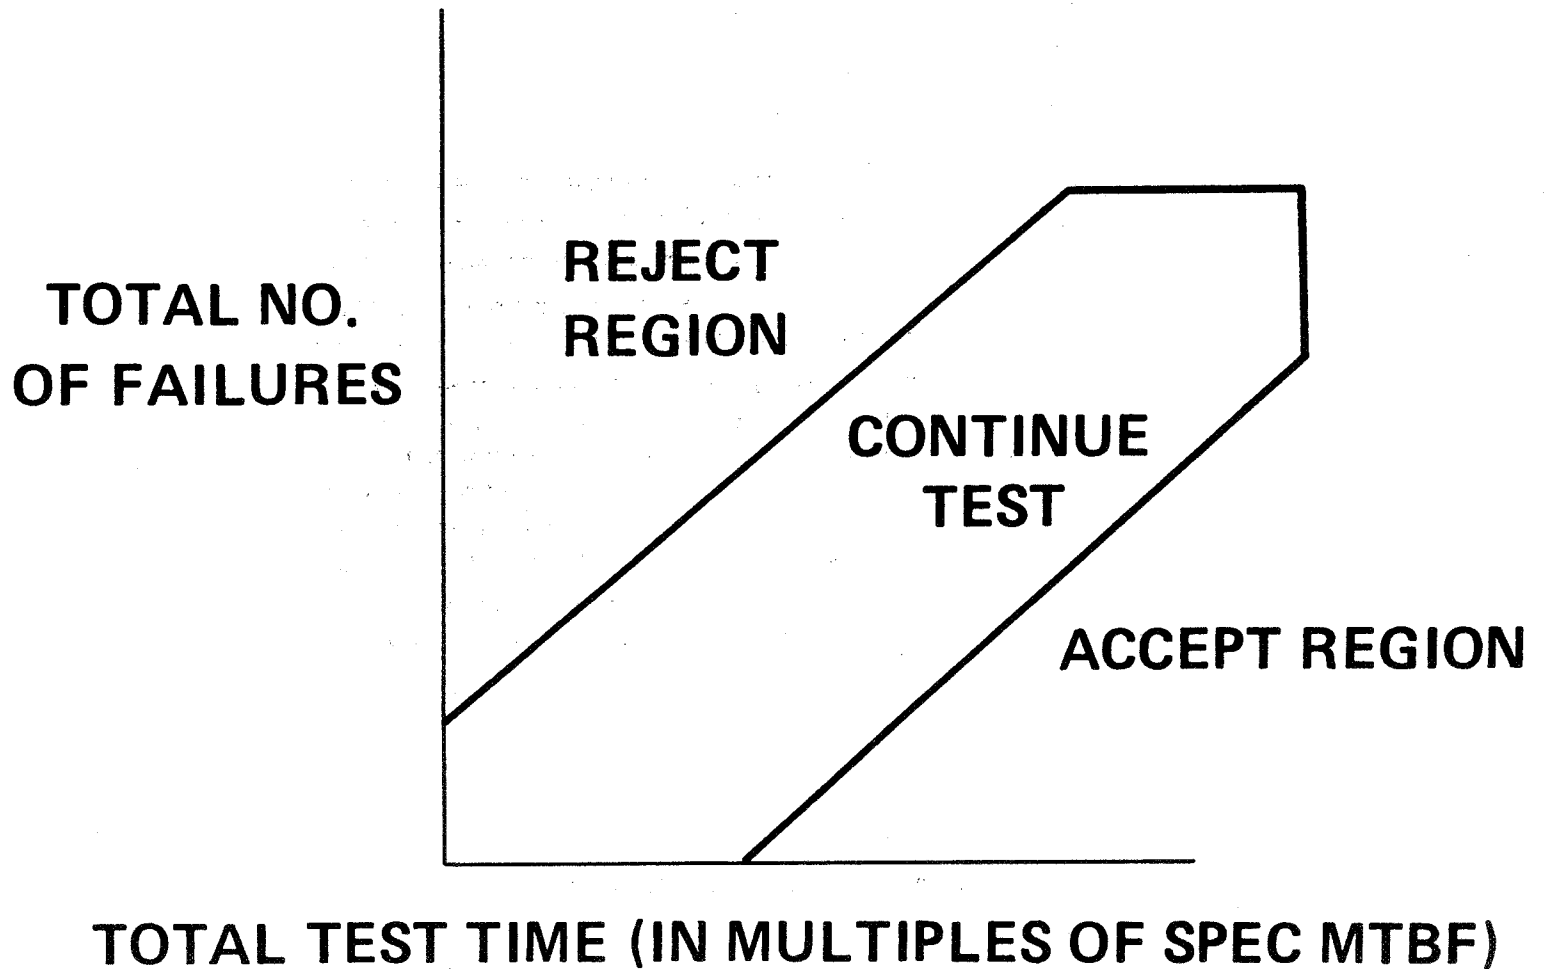 REJECT
REGION
TOTAL NO.
OF FAILURES
CONTINUE
TEST
ACCEPT REGION
TOTAL TEST TIME (IN MULTIPLES OF SPEC MTBF)